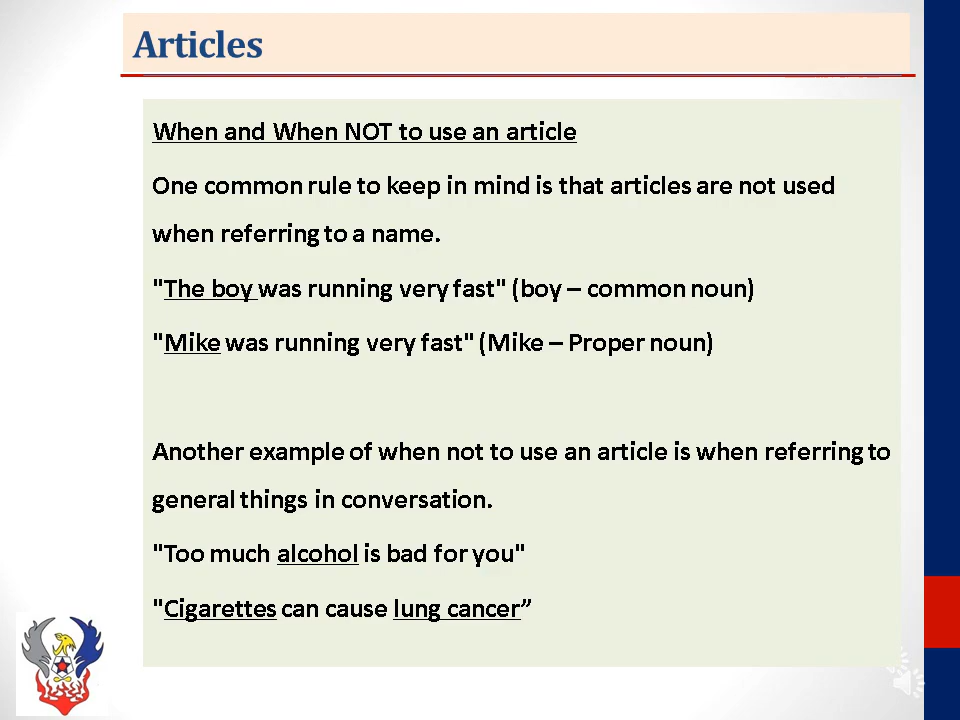 Articles
When and When NOT to use an article
One common rule to keep in mind is that articles are not used
when referring to a name.
"The boy was running very fast" (boy – common noun)
"Mike was running very fast" (Mike – Proper noun)
Another example of when not to use an article is when referring to
general things in conversation.
"Too much alcohol is bad for you"
"Cigarettes can cause lung cancer”